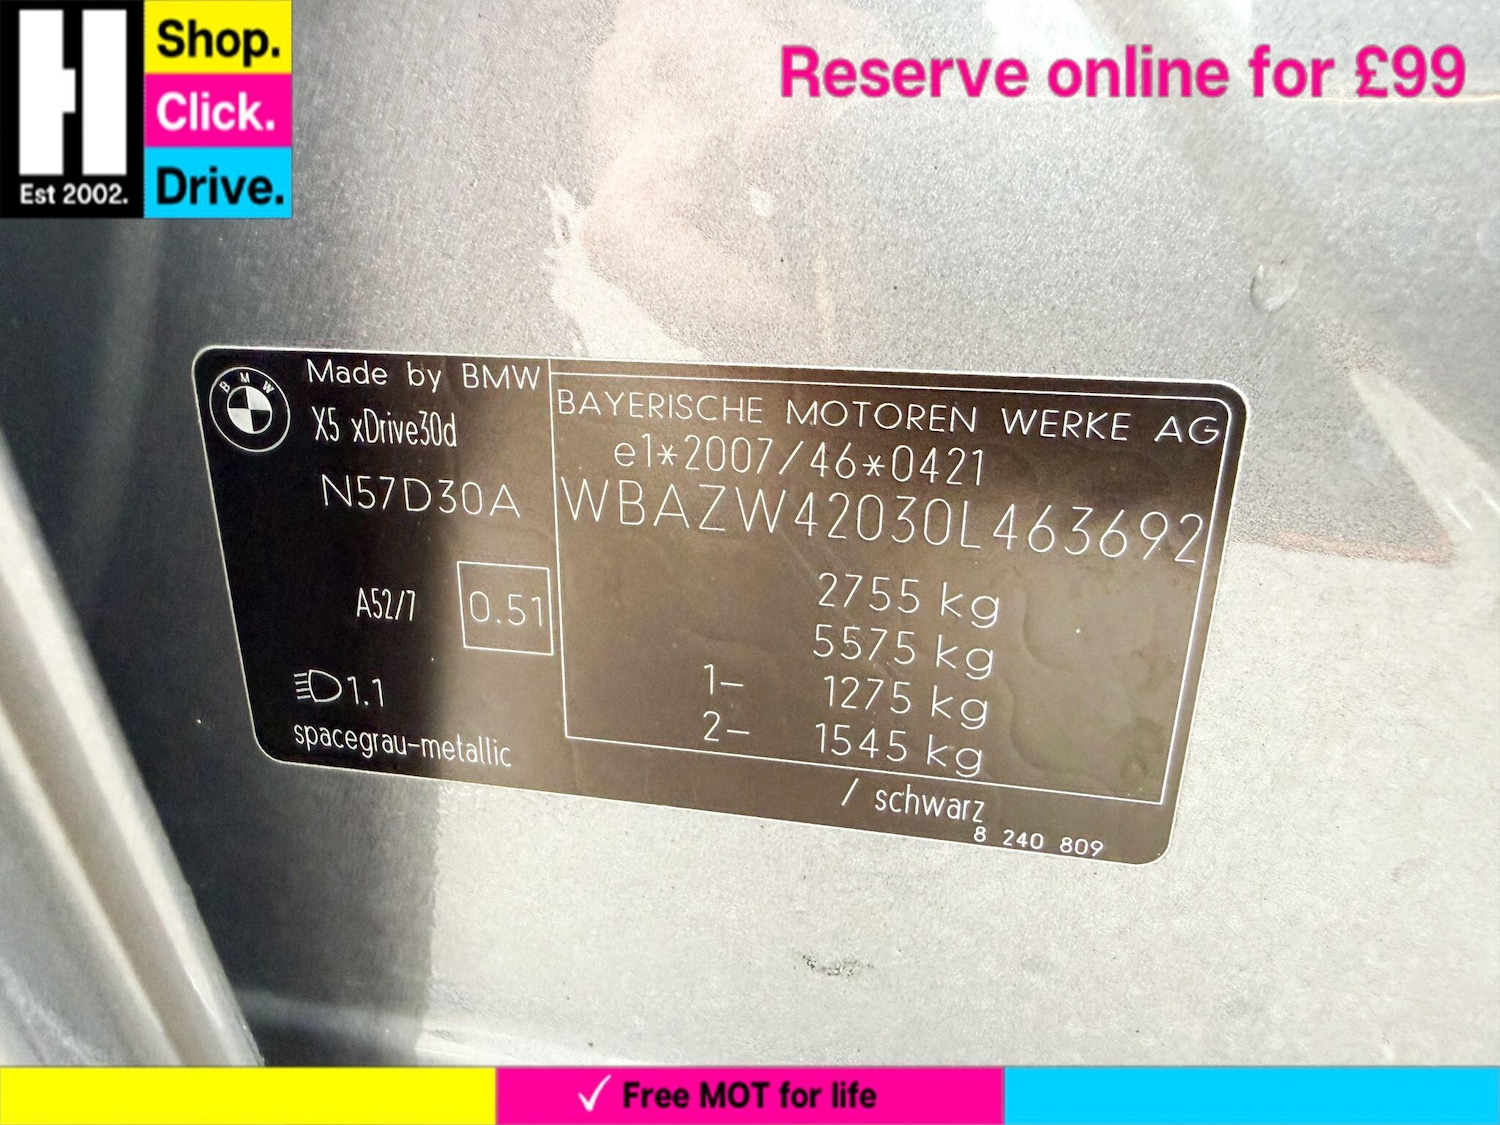 Shop.
Click.
Drive.
Est 2002.
Reserve online for £99
BMW
Made by BMW
X5 xDrive30d
N57D30A
A52/7
0.51
1.1
spacegrau-metallic
BAYERISCHE MOTOREN WERKE AG
e1*2007/46*0421
WBAZW42030L463692
2755 kg
5575 kg
1- 1275 kg
2- 1545 kg
/ schwarz
8 240 809
Free MOT for life